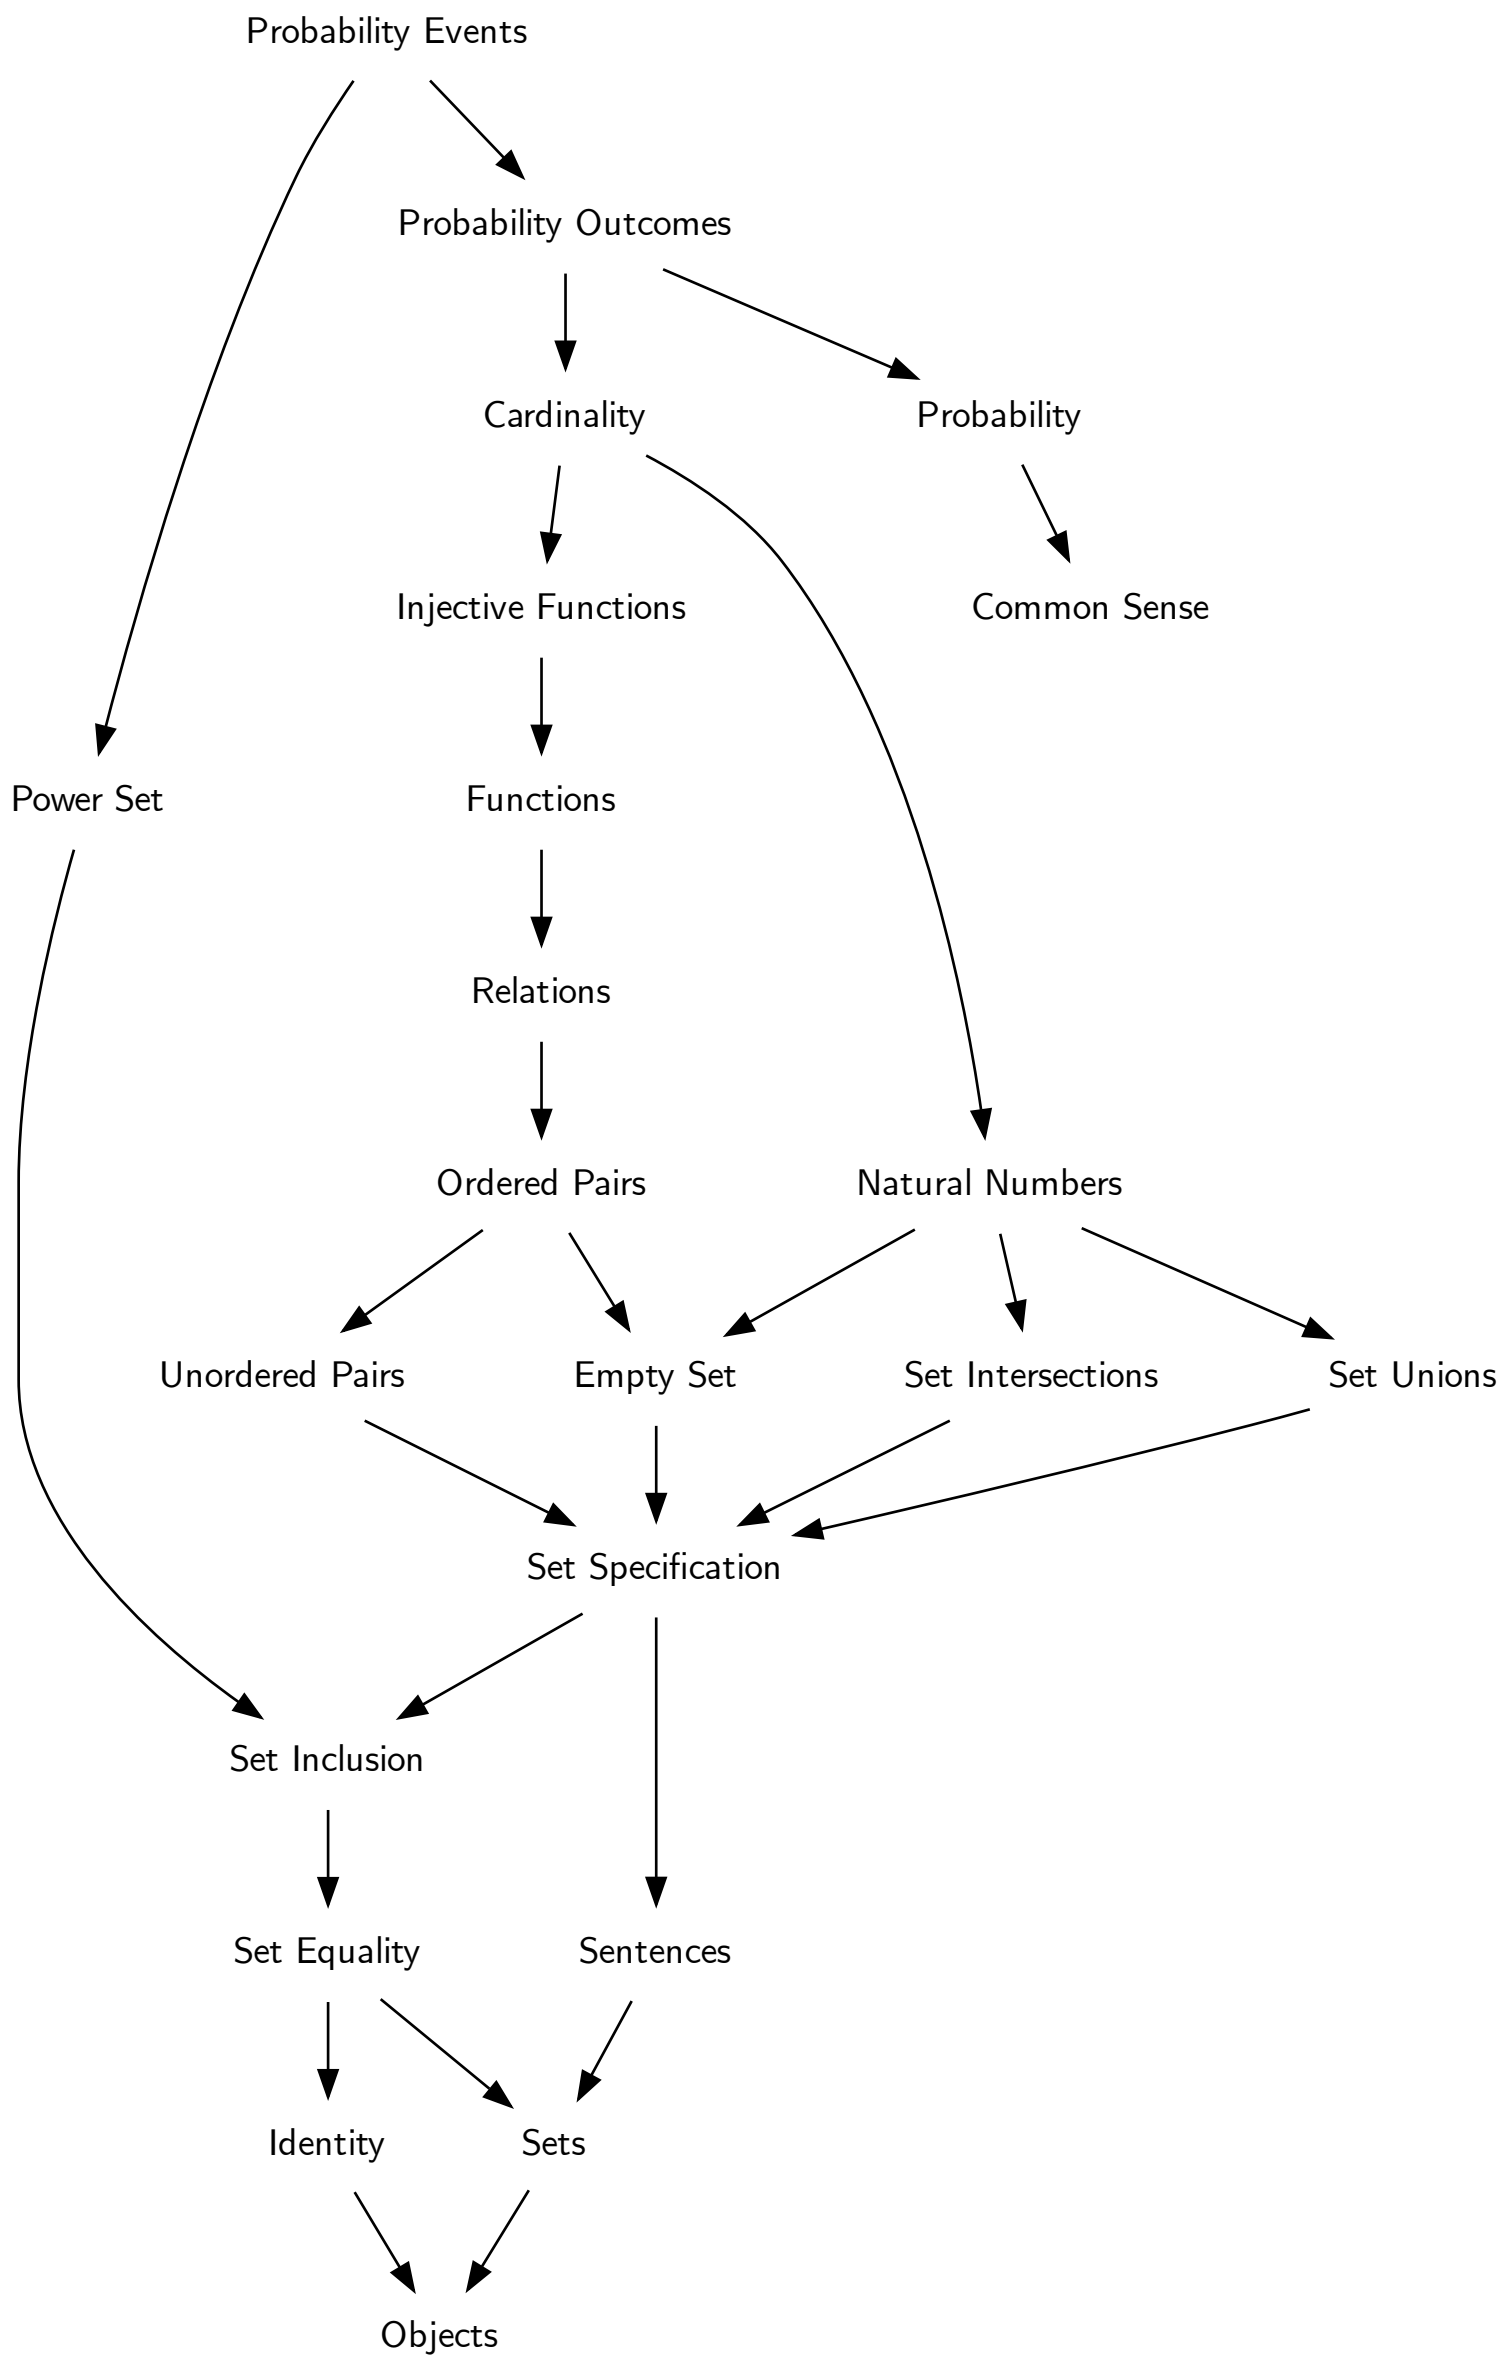 Probability Events
Probability Outcomes
Cardinality
Probability
Injective Functions
Common Sense
Power Set
Functions
Relations
Ordered Pairs
Natural Numbers
Unordered Pairs
Empty Set
Set Intersections
Set Unions
Set Specification
Set Inclusion
Set Equality
Sentences
Identity
Sets
Objects